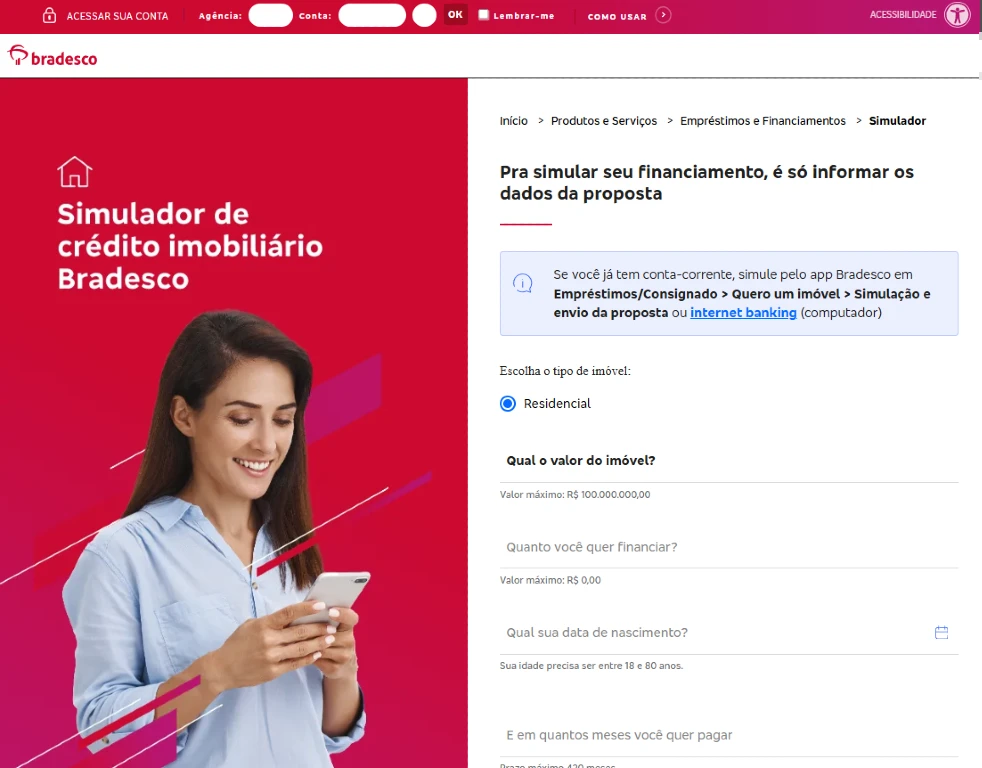 ACESSAR SUA CONTA Agência: Conta: OK Lembrar-me COMO USAR ACESSIBILIDADE
bradesco
Início > Produtos e Serviços > Empréstimos e Financiamentos > Simulador
Simulador de
crédito imobiliário
Bradesco
Pra simular seu financiamento, é só informar os
dados da proposta
Se você já tem conta-corrente, simule pelo app Bradesco em
Empréstimos/Consignado > Quero um imóvel > Simulação e
envio da proposta ou internet banking (computador)
Escolha o tipo de imóvel:
Residencial
Qual o valor do imóvel?
Valor máximo: R$ 100.000.000,00
Quanto você quer financiar?
Valor máximo: R$ 0,00
Qual sua data de nascimento?
Sua idade precisa ser entre 18 e 80 anos.
E em quantos meses você quer pagar
Prazo máximo 420 meses